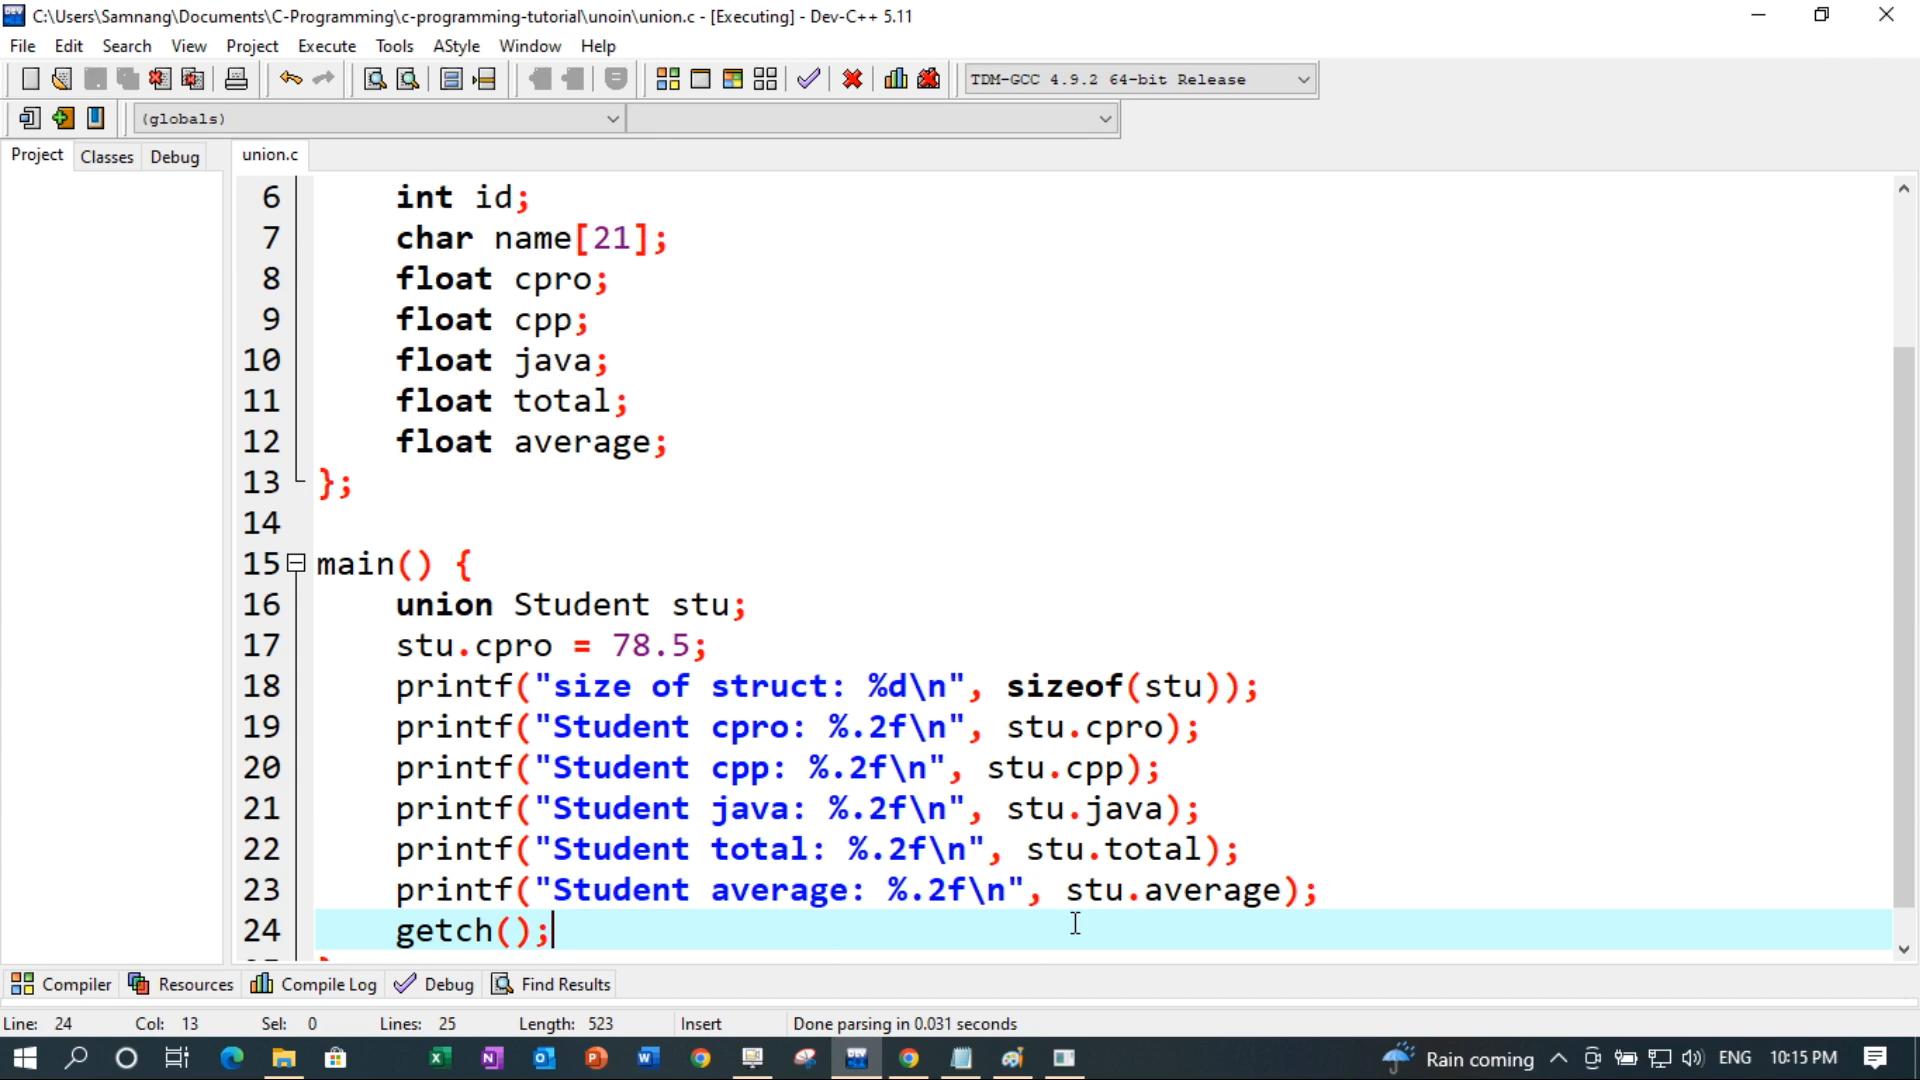 C:\Users\Samnang\Documents\C-Programming\c-programming-tutorial\unoin\union.c - [Executing] - Dev-C++ 5.11
File Edit Search View Project Execute Tools AStyle Window Help
TDM-GCC 4.9.2 64-bit Release
(globals)
Project Classes Debug union.c
6 int id;
7 char name[21];
8 float cpro;
9 float cpp;
10 float java;
11 float total;
12 float average;
13 };
14
15 main() {
16 union Student stu;
17 stu.cpro = 78.5;
18 printf("size of struct: %d\n", sizeof(stu));
19 printf("Student cpro: %.2f\n", stu.cpro);
20 printf("Student cpp: %.2f\n", stu.cpp);
21 printf("Student java: %.2f\n", stu.java);
22 printf("Student total: %.2f\n", stu.total);
23 printf("Student average: %.2f\n", stu.average);
24 getch();
Compiler Resources Compile Log Debug Find Results
Line: 24 Col: 13 Sel: 0 Lines: 25 Length: 523 Insert Done parsing in 0.031 seconds
Rain coming ENG 10:15 PM